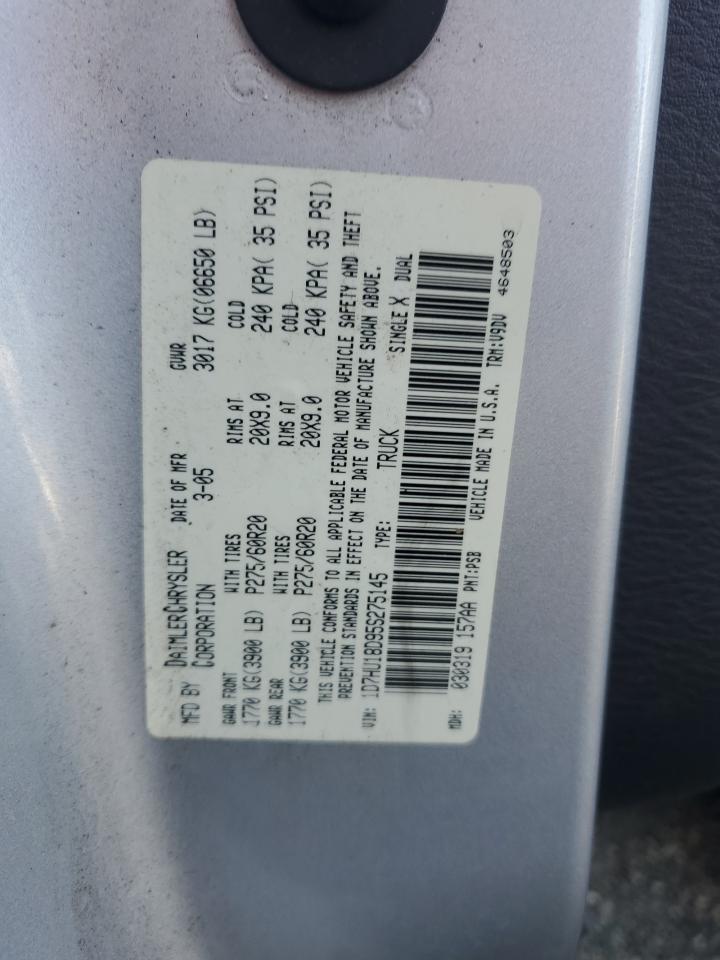 MFD BY DAIMLERCHRYSLER CORPORATION DATE OF MFR 3-05 GVWR 3017 KG(06650 LB)
GAWR FRONT WITH TIRES RIMS AT COLD
1770 KG(3900 LB) P275/60R20 20X9.0 240 KPA( 35 PSI)
GAWR REAR WITH TIRES RIMS AT COLD
1770 KG(3900 LB) P275/60R20 20X9.0 240 KPA( 35 PSI)
THIS VEHICLE CONFORMS TO ALL APPLICABLE FEDERAL MOTOR VEHICLE SAFETY AND THEFT
PREVENTION STANDARDS IN EFFECT ON THE DATE OF MANUFACTURE SHOWN ABOVE.
VIN: 1D7HU18D95S275145 TYPE: TRUCK SINGLE X DUAL
MDH: 030319 157AA PNT:PSB VEHICLE MADE IN U.S.A. TRM:V9DV 4648503